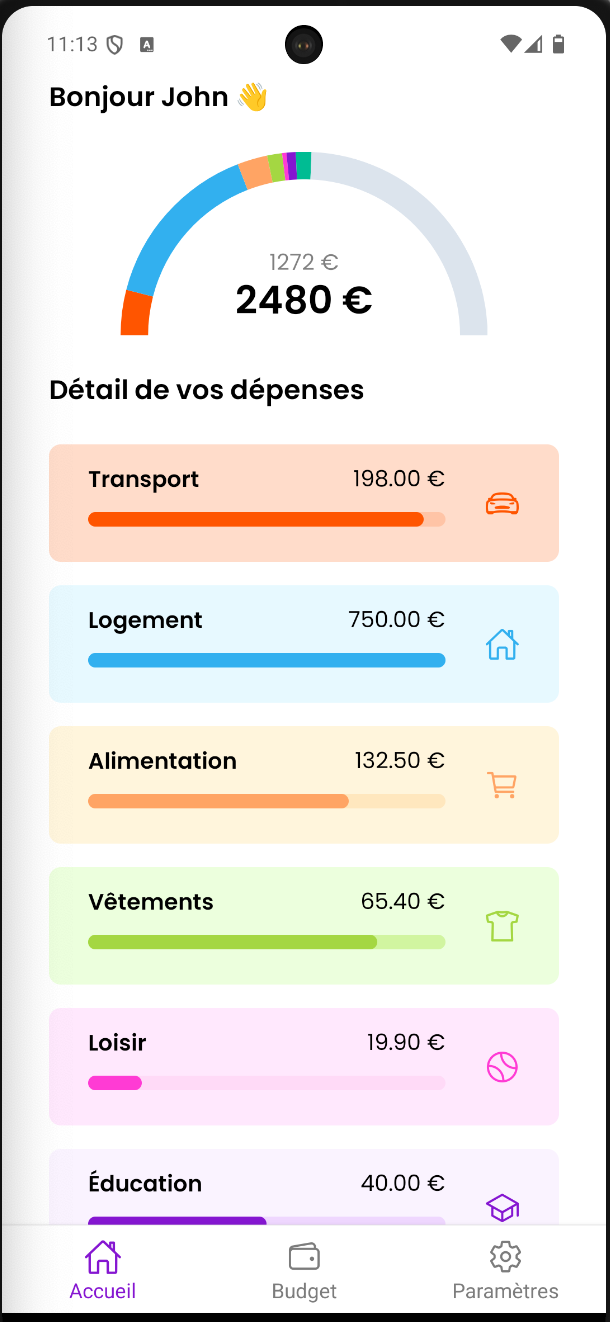 11:13
Bonjour John 👋
1272 €
2480 €
Détail de vos dépenses
Transport 198.00 €
Logement 750.00 €
Alimentation 132.50 €
Vêtements 65.40 €
Loisir 19.90 €
Éducation 40.00 €
Accueil Budget Paramètres